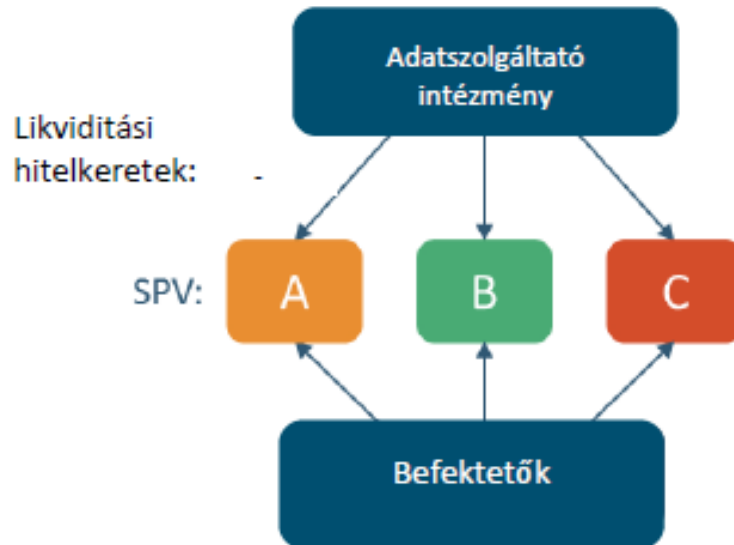 Adatszolgáltató
intézmény
Likviditási
hitelkeretek: -
SPV:
A
B
C
Befektetők